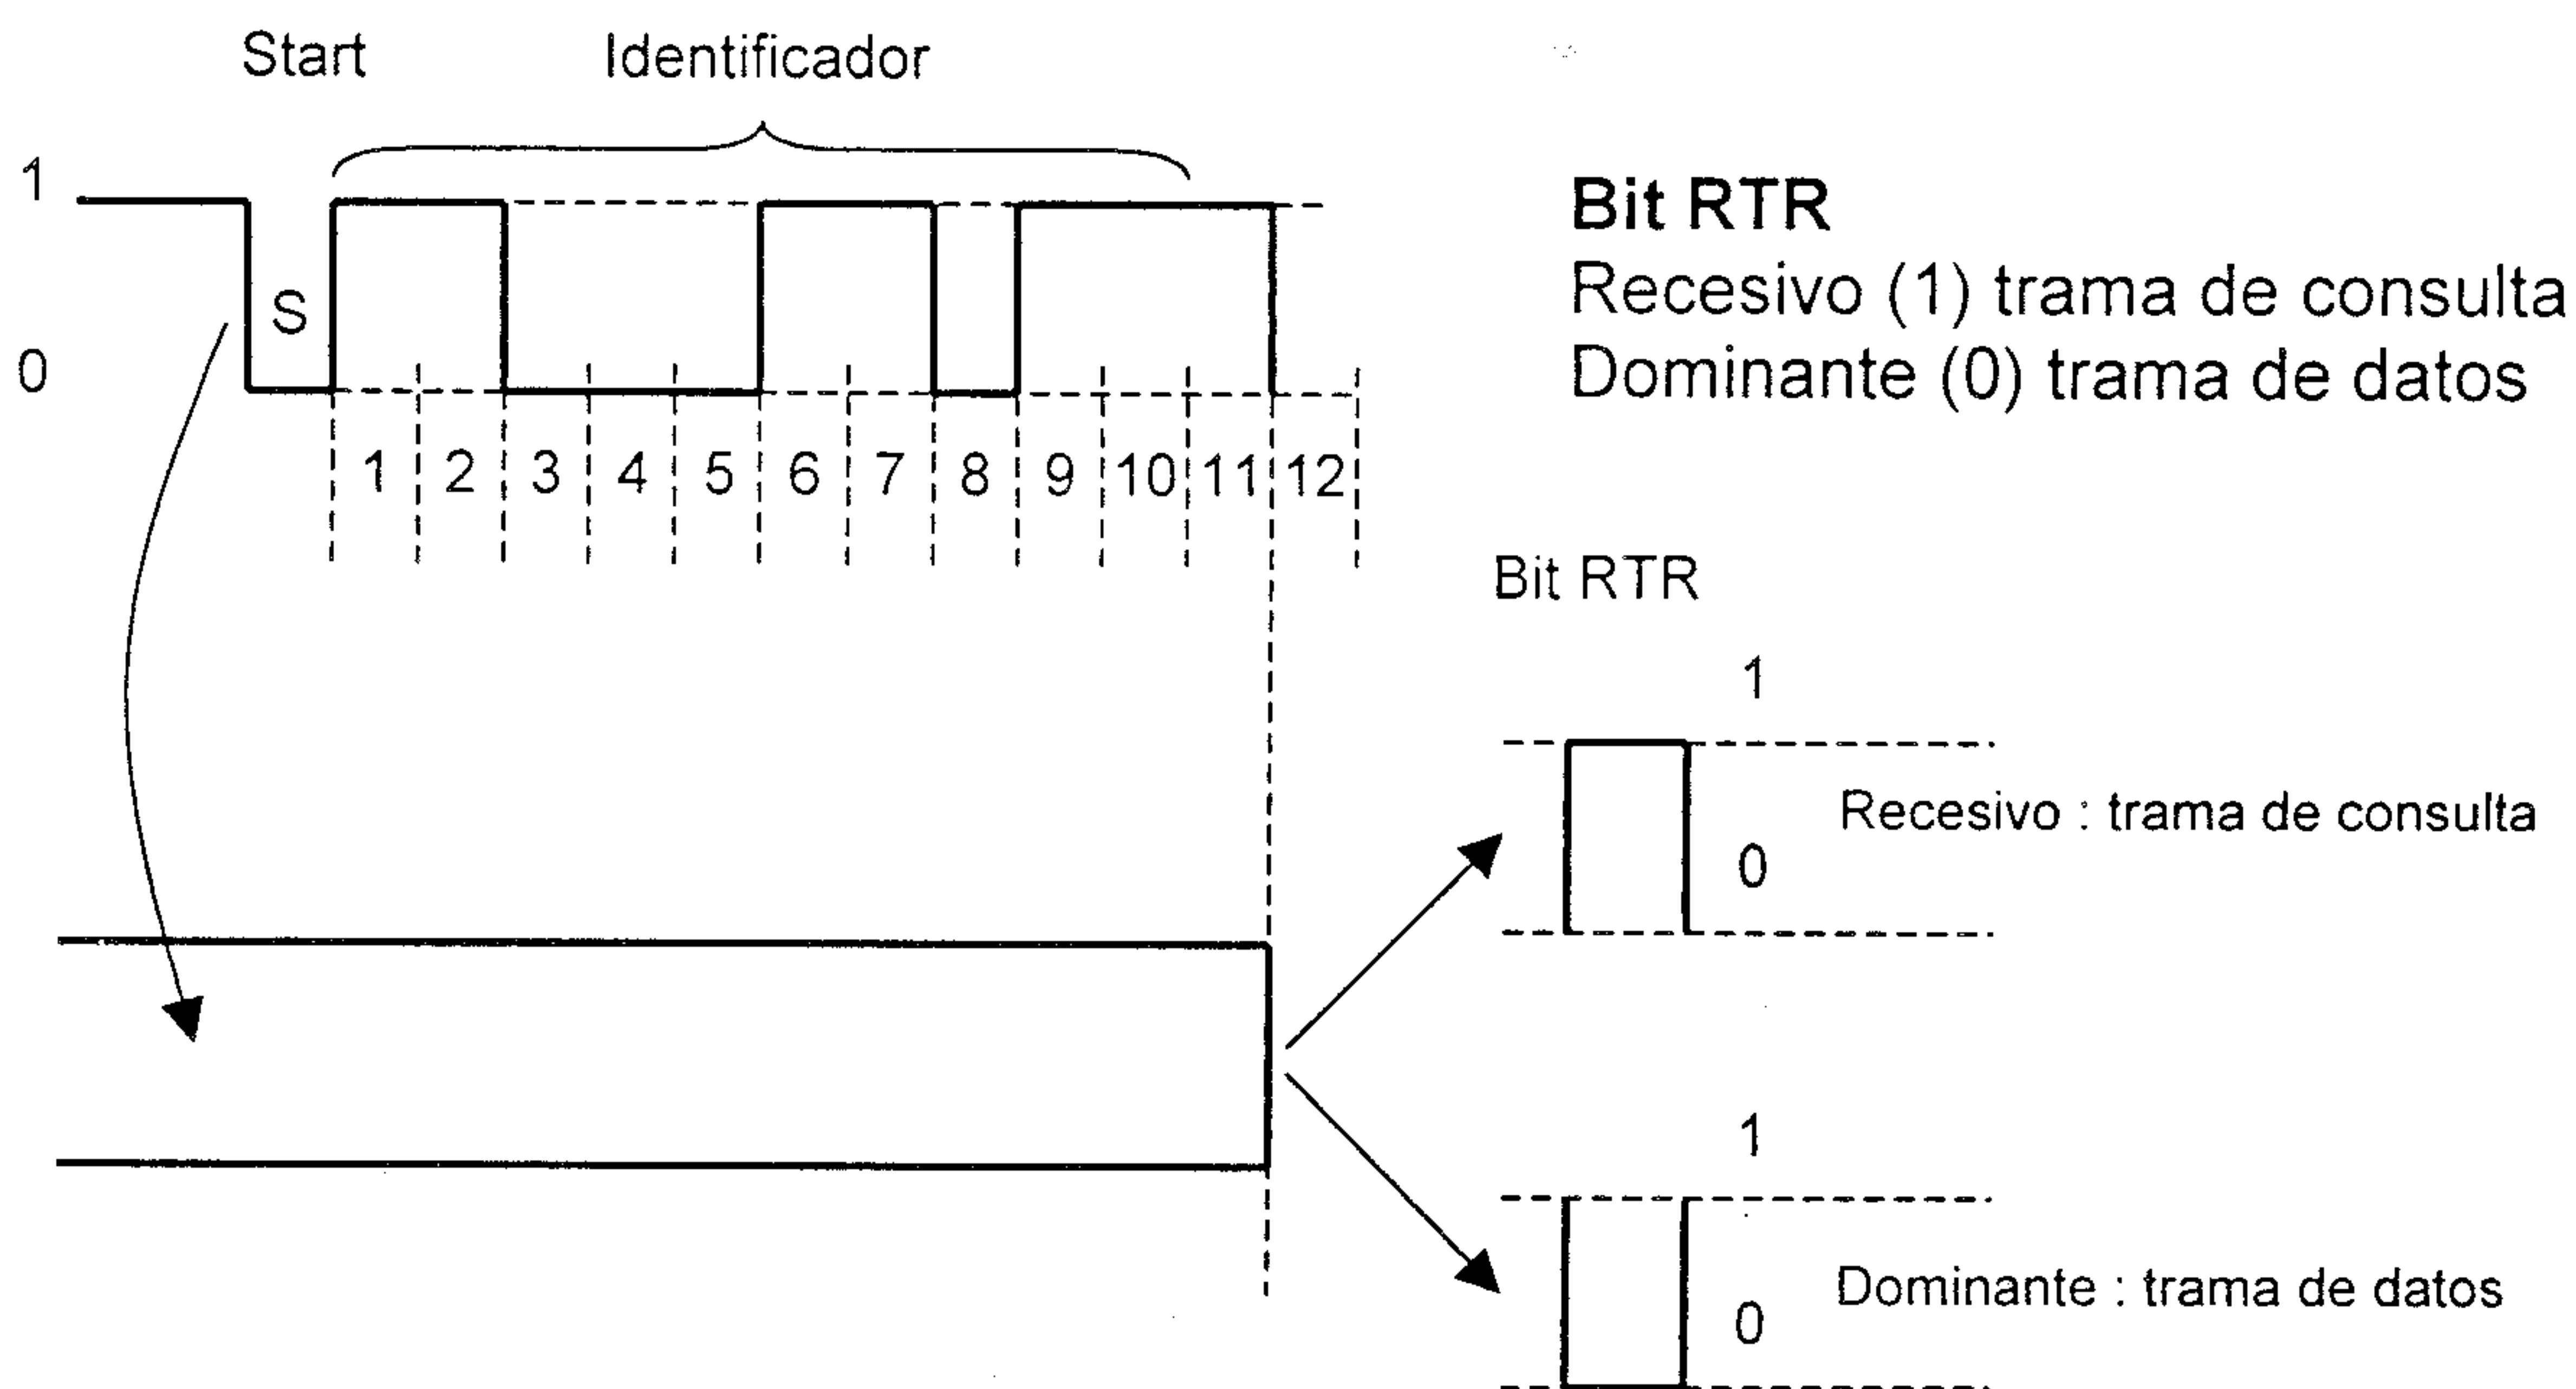 Start
Identificador
1
S
0
1 2 3 4 5 6 7 8 9 10 11 12
Bit RTR
Recesivo (1) trama de consulta
Dominante (0) trama de datos
Bit RTR
1
Recesivo : trama de consulta
0
1
Dominante : trama de datos
0